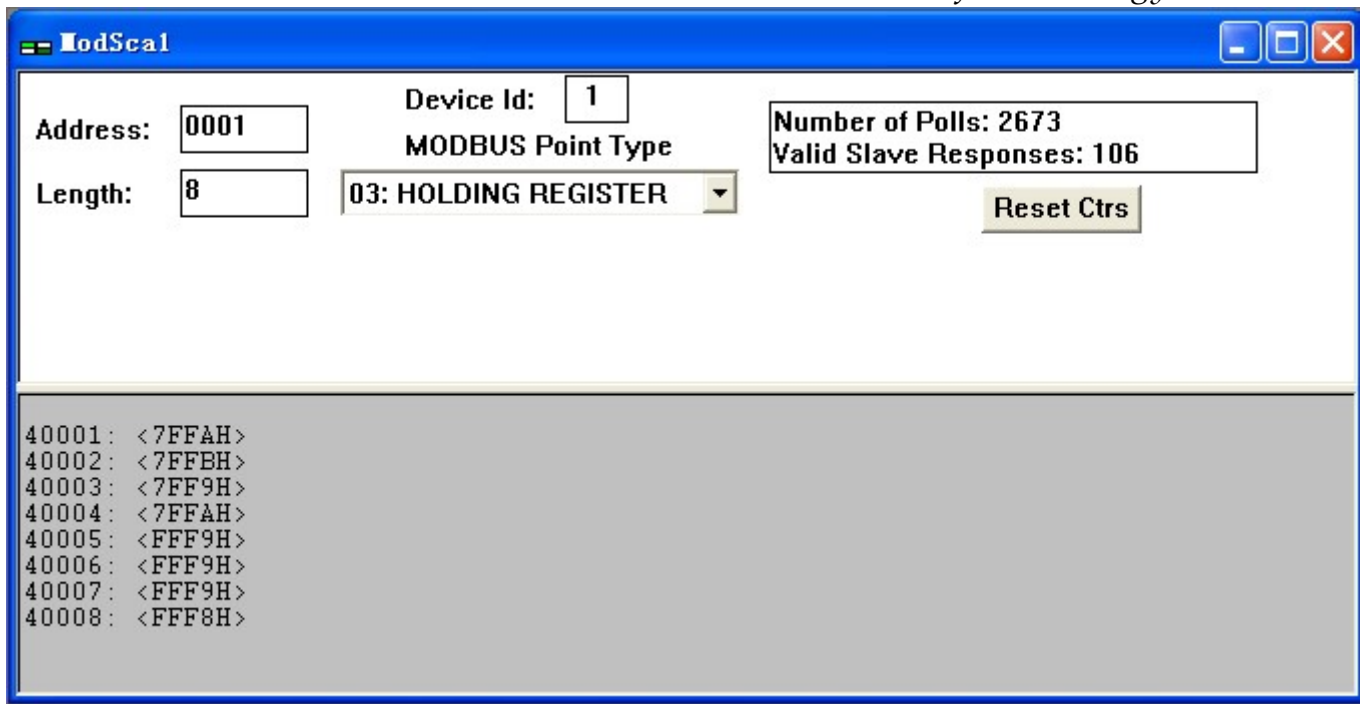 ModSca1
Device Id: 1
Address: 0001
MODBUS Point Type
Number of Polls: 2673
Valid Slave Responses: 106
Length: 8
03: HOLDING REGISTER
Reset Ctrs
40001: <7FFAH>
40002: <7FFBH>
40003: <7FF9H>
40004: <7FFAH>
40005: <FFF9H>
40006: <FFF9H>
40007: <FFF9H>
40008: <FFF8H>